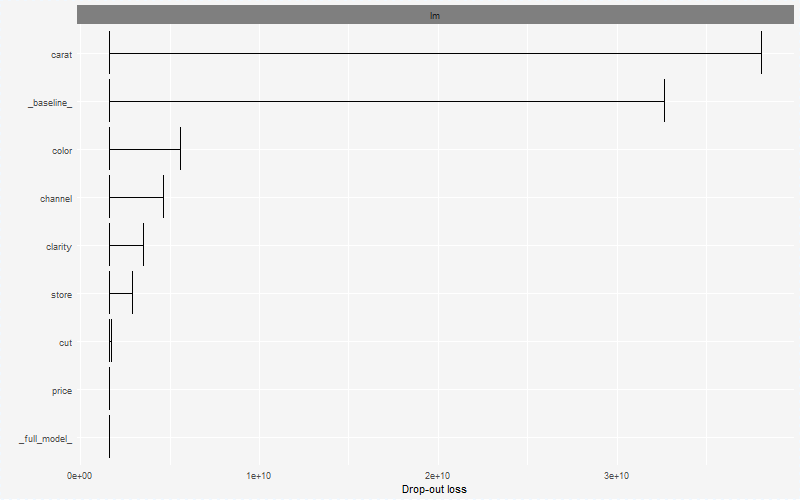 lm
carat
_baseline_
color
channel
clarity
store
cut
price
_full_model_
0e+00 1e+10 2e+10 3e+10
Drop-out loss